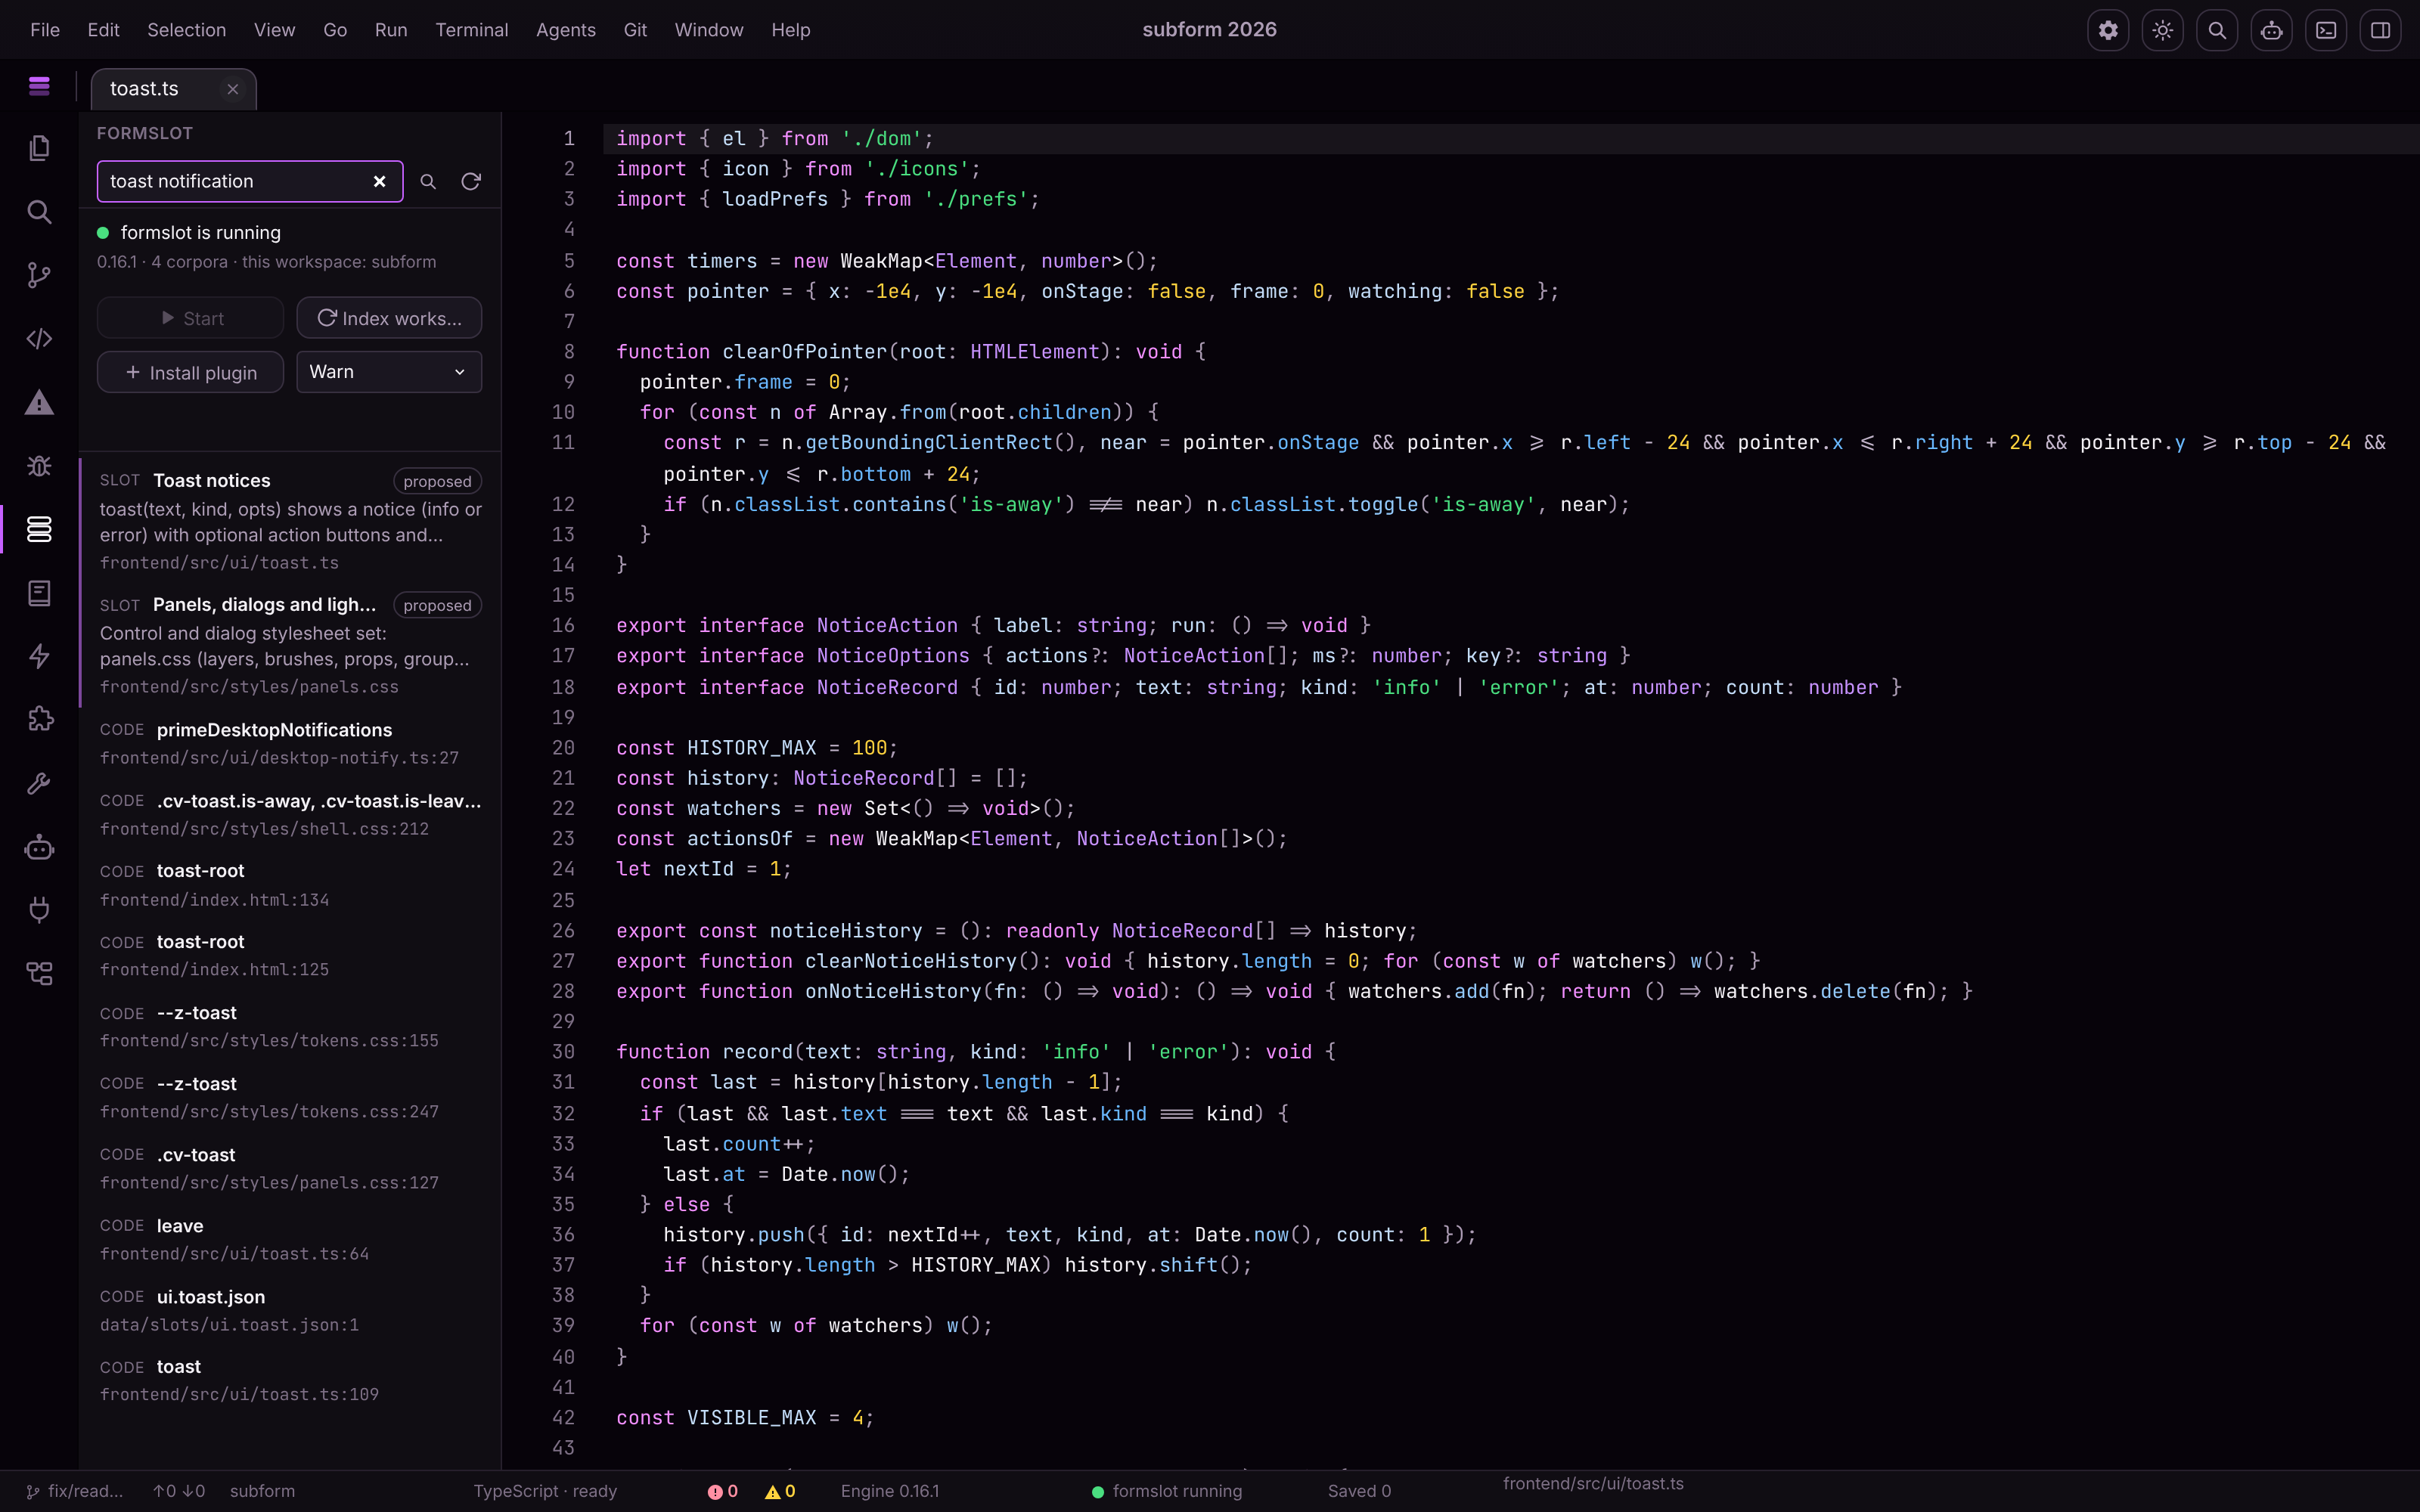 File Edit Selection View Go Run Terminal Agents Git Window Help
subform 2026
toast.ts
FORMSLOT
toast notification
formslot is running
0.16.1 · 4 corpora · this workspace: subform
Start
Index works...
Install plugin
Warn
SLOT Toast notices proposed
toast(text, kind, opts) shows a notice (info or
error) with optional action buttons and...
frontend/src/ui/toast.ts
SLOT Panels, dialogs and ligh... proposed
Control and dialog stylesheet set:
panels.css (layers, brushes, props, group...
frontend/src/styles/panels.css
CODE primeDesktopNotifications
frontend/src/ui/desktop-notify.ts:27
CODE .cv-toast.is-away, .cv-toast.is-leav...
frontend/src/styles/shell.css:212
CODE toast-root
frontend/index.html:134
CODE toast-root
frontend/index.html:125
CODE --z-toast
frontend/src/styles/tokens.css:155
CODE --z-toast
frontend/src/styles/tokens.css:247
CODE .cv-toast
frontend/src/styles/panels.css:127
CODE leave
frontend/src/ui/toast.ts:64
CODE ui.toast.json
data/slots/ui.toast.json:1
CODE toast
frontend/src/ui/toast.ts:109
1 import { el } from './dom';
2 import { icon } from './icons';
3 import { loadPrefs } from './prefs';
4
5 const timers = new WeakMap<Element, number>();
6 const pointer = { x: -1e4, y: -1e4, onStage: false, frame: 0, watching: false };
7
8 function clearOfPointer(root: HTMLElement): void {
9   pointer.frame = 0;
10   for (const n of Array.from(root.children)) {
11     const r = n.getBoundingClientRect(), near = pointer.onStage && pointer.x >= r.left - 24 && pointer.x <= r.right + 24 && pointer.y >= r.top - 24 &&
    pointer.y <= r.bottom + 24;
12     if (n.classList.contains('is-away') !== near) n.classList.toggle('is-away', near);
13   }
14 }
15
16 export interface NoticeAction { label: string; run: () => void }
17 export interface NoticeOptions { actions?: NoticeAction[]; ms?: number; key?: string }
18 export interface NoticeRecord { id: number; text: string; kind: 'info' | 'error'; at: number; count: number }
19
20 const HISTORY_MAX = 100;
21 const history: NoticeRecord[] = [];
22 const watchers = new Set<() => void>();
23 const actionsOf = new WeakMap<Element, NoticeAction[]>();
24 let nextId = 1;
25
26 export const noticeHistory = (): readonly NoticeRecord[] => history;
27 export function clearNoticeHistory(): void { history.length = 0; for (const w of watchers) w(); }
28 export function onNoticeHistory(fn: () => void): () => void { watchers.add(fn); return () => watchers.delete(fn); }
29
30 function record(text: string, kind: 'info' | 'error'): void {
31   const last = history[history.length - 1];
32   if (last && last.text === text && last.kind === kind) {
33     last.count++;
34     last.at = Date.now();
35   } else {
36     history.push({ id: nextId++, text, kind, at: Date.now(), count: 1 });
37     if (history.length > HISTORY_MAX) history.shift();
38   }
39   for (const w of watchers) w();
40 }
41
42 const VISIBLE_MAX = 4;
43
fix/read... ↑0 ↓0 subform TypeScript · ready 0 0 Engine 0.16.1 formslot running Saved 0 frontend/src/ui/toast.ts